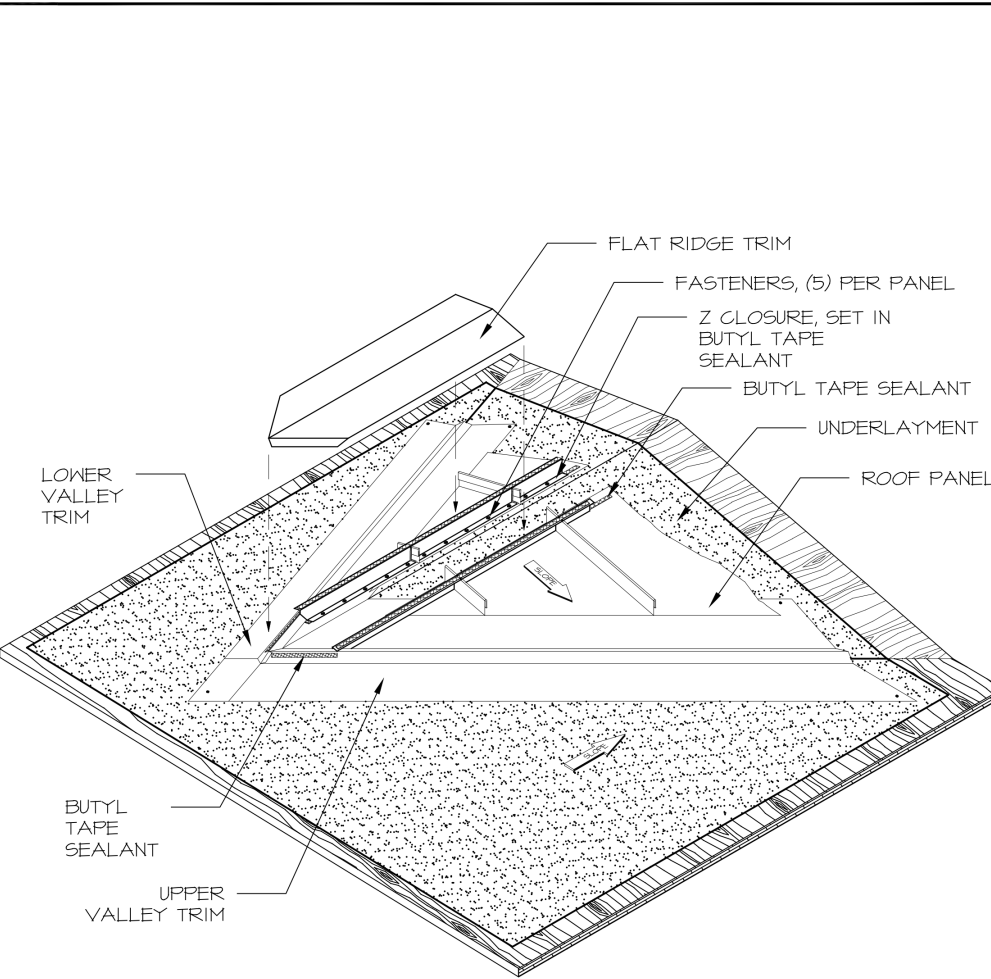 FLAT RIDGE TRIM
FASTENERS, (5) PER PANEL
Z CLOSURE, SET IN
BUTYL TAPE
SEALANT
BUTYL TAPE SEALANT
UNDERLAYMENT
ROOF PANEL
LOWER
VALLEY
TRIM
SLOPE
SLOPE
BUTYL
TAPE
SEALANT
UPPER
VALLEY TRIM